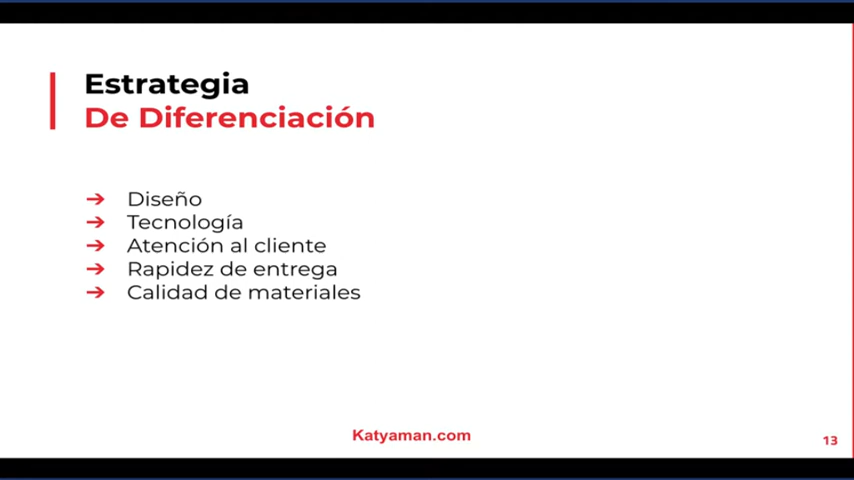 Estrategia
De Diferenciación
➔ Diseño
➔ Tecnología
➔ Atención al cliente
➔ Rapidez de entrega
➔ Calidad de materiales
Katyaman.com
13